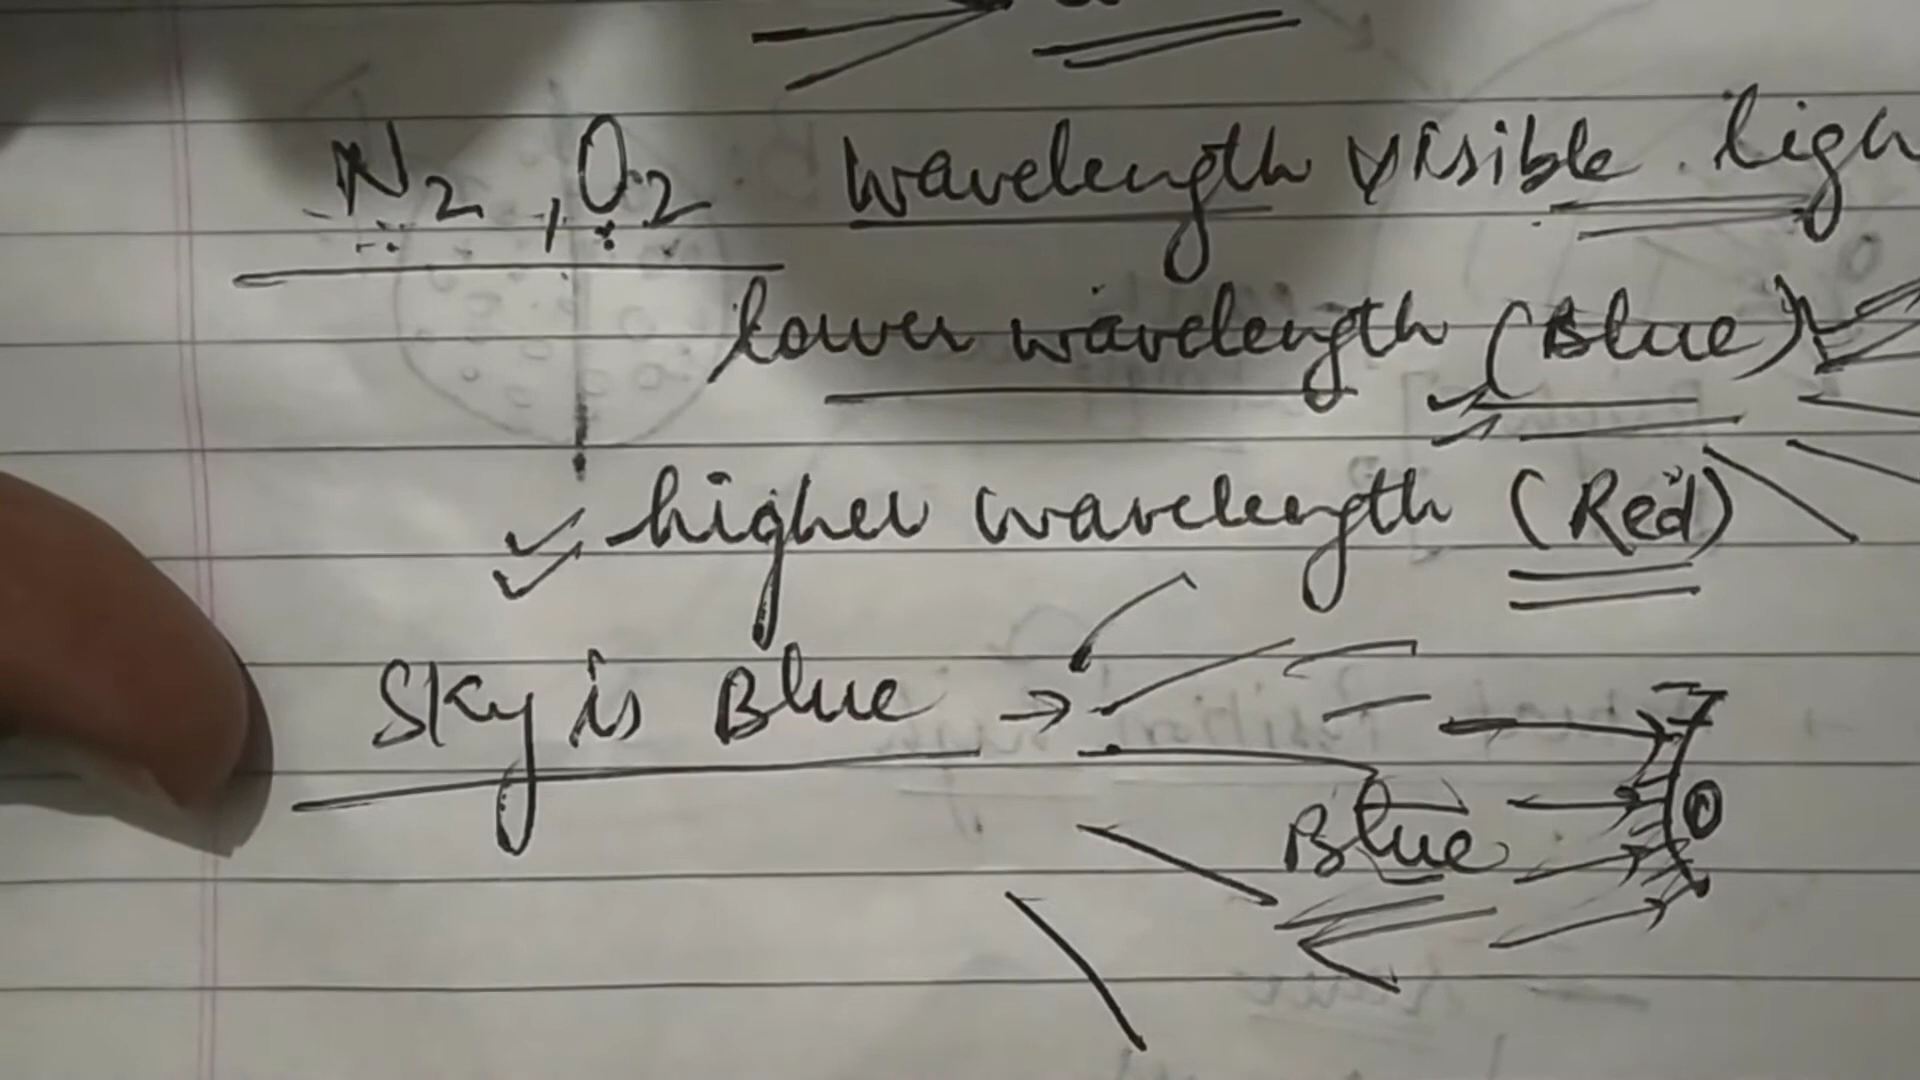 N2, O2 wavelength visible ligh
lower wavelength (Blue)
higher wavelength (Red)
Sky is Blue →
Blue